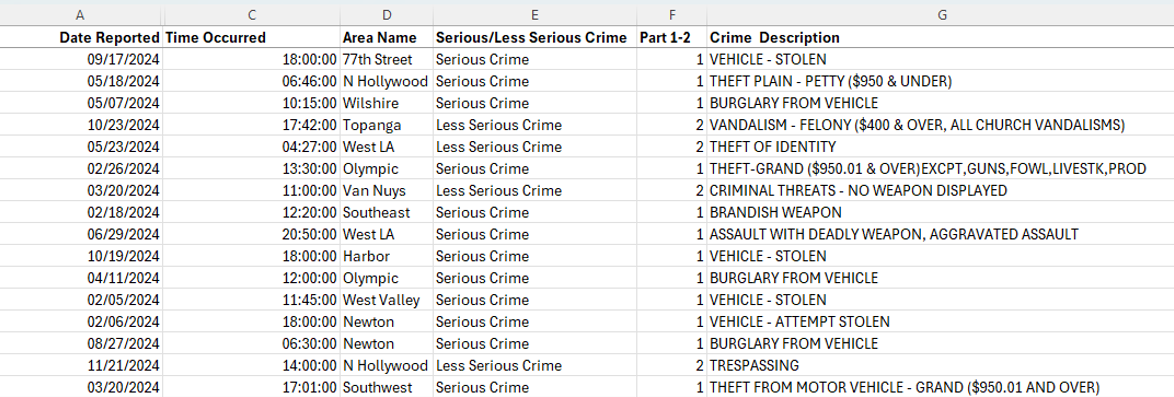 A C D E F G
Date Reported Time Occurred Area Name Serious/Less Serious Crime Part 1-2 Crime Description
09/17/2024 18:00:00 77th Street Serious Crime 1 VEHICLE - STOLEN
05/18/2024 06:46:00 N Hollywood Serious Crime 1 THEFT PLAIN - PETTY ($950 & UNDER)
05/07/2024 10:15:00 Wilshire Serious Crime 1 BURGLARY FROM VEHICLE
10/23/2024 17:42:00 Topanga Less Serious Crime 2 VANDALISM - FELONY ($400 & OVER, ALL CHURCH VANDALISMS)
05/23/2024 04:27:00 West LA Less Serious Crime 2 THEFT OF IDENTITY
02/26/2024 13:30:00 Olympic Serious Crime 1 THEFT-GRAND ($950.01 & OVER)EXCPT,GUNS,FOWL,LIVESTK,PROD
03/20/2024 11:00:00 Van Nuys Less Serious Crime 2 CRIMINAL THREATS - NO WEAPON DISPLAYED
02/18/2024 12:20:00 Southeast Serious Crime 1 BRANDISH WEAPON
06/29/2024 20:50:00 West LA Serious Crime 1 ASSAULT WITH DEADLY WEAPON, AGGRAVATED ASSAULT
10/19/2024 18:00:00 Harbor Serious Crime 1 VEHICLE - STOLEN
04/11/2024 12:00:00 Olympic Serious Crime 1 BURGLARY FROM VEHICLE
02/05/2024 11:45:00 West Valley Serious Crime 1 VEHICLE - STOLEN
02/06/2024 18:00:00 Newton Serious Crime 1 VEHICLE - ATTEMPT STOLEN
08/27/2024 06:30:00 Newton Serious Crime 1 BURGLARY FROM VEHICLE
11/21/2024 14:00:00 N Hollywood Less Serious Crime 2 TRESPASSING
03/20/2024 17:01:00 Southwest Serious Crime 1 THEFT FROM MOTOR VEHICLE - GRAND ($950.01 AND OVER)